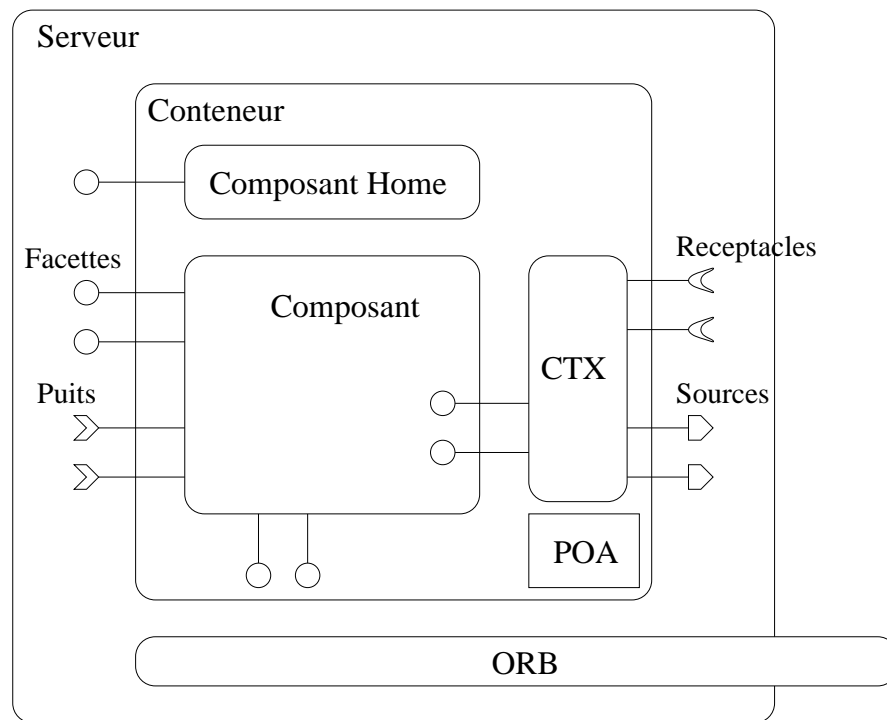 Serveur
Conteneur
Composant Home
Facettes
Receptacles
Composant
CTX
Puits
Sources
POA
ORB